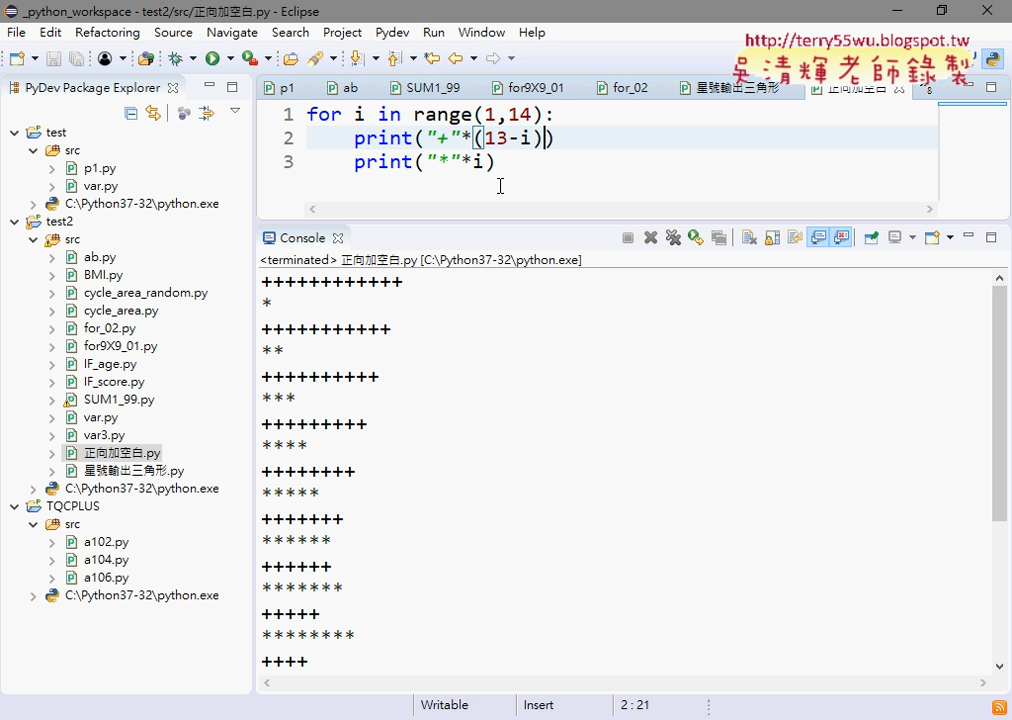 _python_workspace - test2/src/正向加空白.py - Eclipse
File Edit Refactoring Source Navigate Search Project Pydev Run Window Help
http://terry55wu.blogspot.tw
吳清輝老師錄製
PyDev Package Explorer
p1 ab SUM1_99 for9X9_01 for_02 星號輸出三角形 正向加空白
test
src
p1.py
var.py
C:\Python37-32\python.exe
test2
src
ab.py
BMI.py
cycle_area_random.py
cycle_area.py
for_02.py
for9X9_01.py
IF_age.py
IF_score.py
SUM1_99.py
var.py
var3.py
正向加空白.py
星號輸出三角形.py
C:\Python37-32\python.exe
TQCPLUS
src
a102.py
a104.py
a106.py
C:\Python37-32\python.exe
1 for i in range(1,14):
2 print("+"*(13-i))
3 print("*"*i)
Console
<terminated> 正向加空白.py [C:\Python37-32\python.exe]
++++++++++++
*
+++++++++++
**
++++++++++
***
+++++++++
****
++++++++
*****
+++++++
******
++++++
*******
+++++
********
++++
Writable Insert 2 : 21